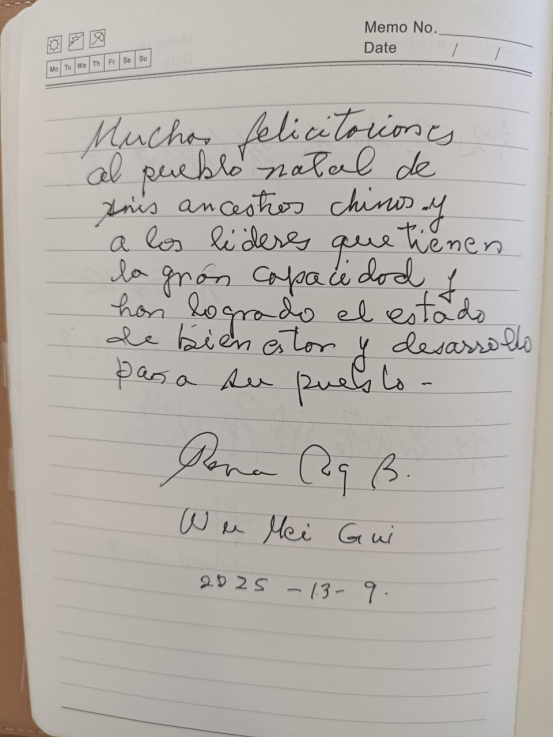 Memo No.
Mo Tu We Th Fr Sa Su
Date / /
Muchas felicitaciones
al pueblo natal de
mis ancestros chinos y
a los líderes que tienen
la gran capacidad y
han logrado el estado
de bien estar y desarrollo
para su pueblo -
B.
Wu Mei Gui
2025 - 13 - 9.